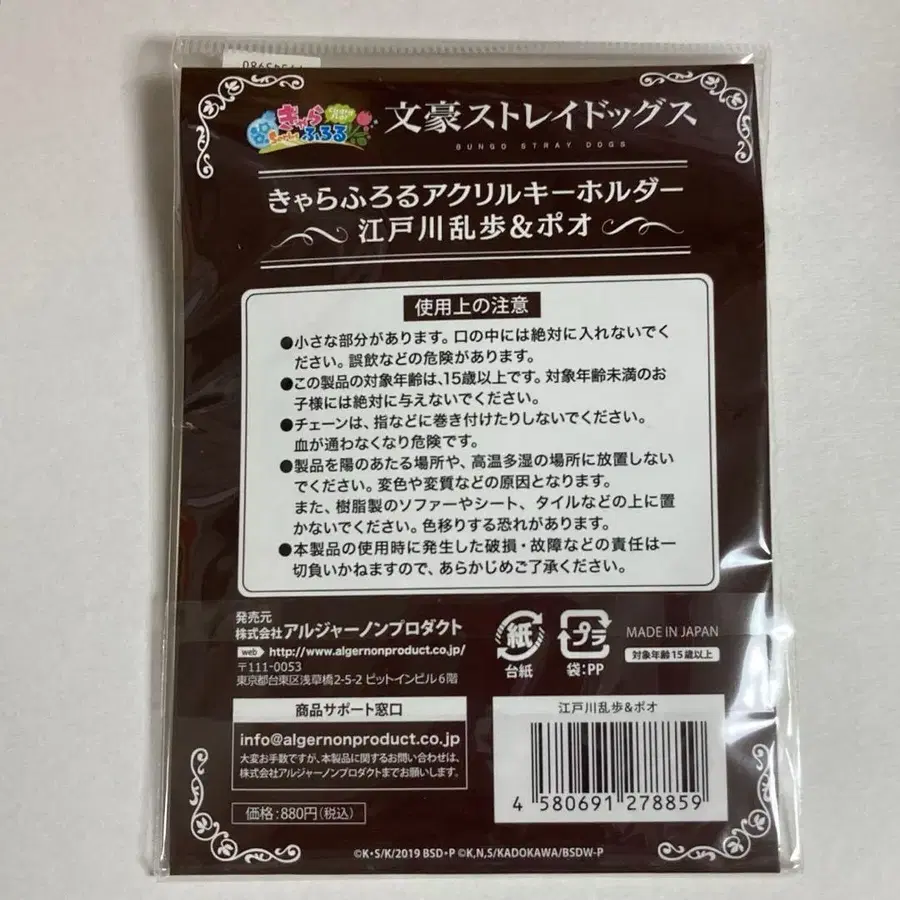 きゃらふろる
文豪ストレイドッグス
BUNGO STRAY DOGS
きゃらふろるアクリルキーホルダー
江戸川乱歩&ポオ
使用上の注意
●小さな部分があります。口の中には絶対に入れないでく
ださい。誤飲などの危険があります。
●この製品の対象年齢は、15歳以上です。対象年齢未満のお
子様には絶対に与えないでください。
●チェーンは、指などに巻き付けたりしないでください。
血が通わなくなり危険です。
●製品を陽のあたる場所や、高温多湿の場所に放置しない
でください。変色や変質などの原因となります。
また、樹脂製のソファーやシート、タイルなどの上に置
かないでください。色移りする恐れがあります。
●本製品の使用時に発生した破損・故障などの責任は一
切負いかねますので、あらかじめご了承ください。
発売元
株式会社アルジャーノンプロダクト
web http://www.algernonproduct.co.jp/
〒111-0053
東京都台東区浅草橋2-5-2 ピットインビル6階
紙
台紙
プラ
袋:PP
MADE IN JAPAN
対象年齢15歳以上
商品サポート窓口
info@algernonproduct.co.jp
大変お手数ですが、本製品に関するお問い合わせは、
株式会社アルジャーノンプロダクトまでお願いします。
価格:880円(税込)
江戸川乱歩&ポオ
4 580691 278859
©K・S/K/2019 BSD・P ©K,N,S/KADOKAWA/BSDW-P